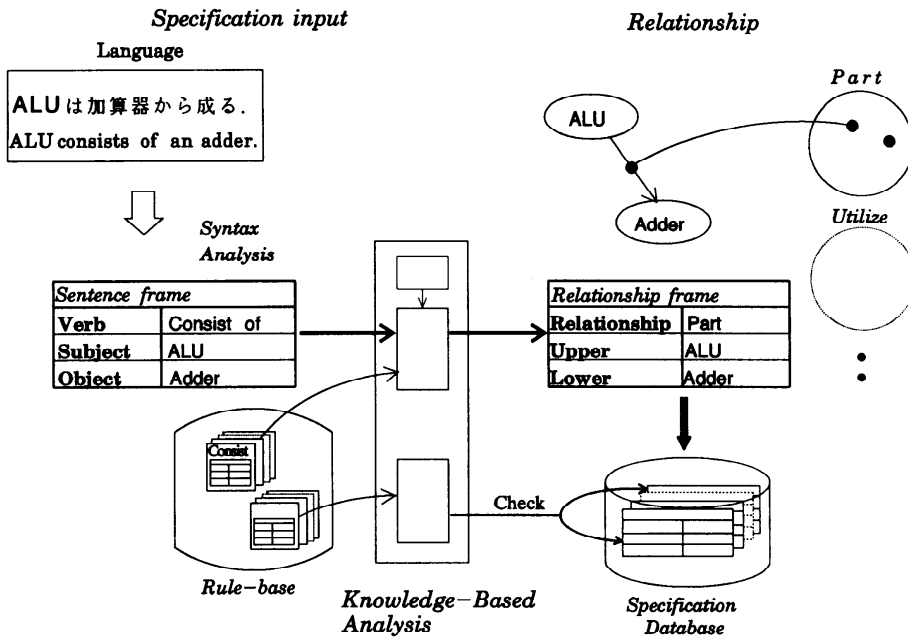 Specification input
Relationship
Language
ALUは加算器から成る.
ALU consists of an adder.
Part
ALU
Adder
Utilize
Syntax
Analysis
Sentence frame
Verb Consist of
Subject ALU
Object Adder
Relationship frame
Relationship Part
Upper ALU
Lower Adder
Consist
Check
Rule-base
Knowledge-Based
Analysis
Specification
Database